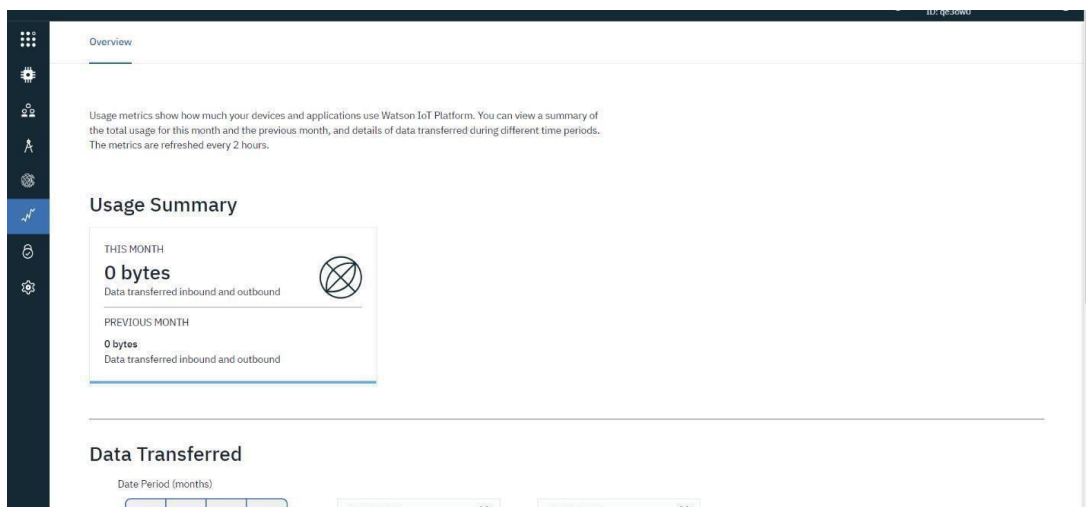 Overview
Usage metrics show how much your devices and applications use Watson IoT Platform. You can view a summary of
the total usage for this month and the previous month, and details of data transferred during different time periods.
The metrics are refreshed every 2 hours.
Usage Summary
THIS MONTH
0 bytes
Data transferred inbound and outbound
PREVIOUS MONTH
0 bytes
Data transferred inbound and outbound
Data Transferred
Date Period (months)